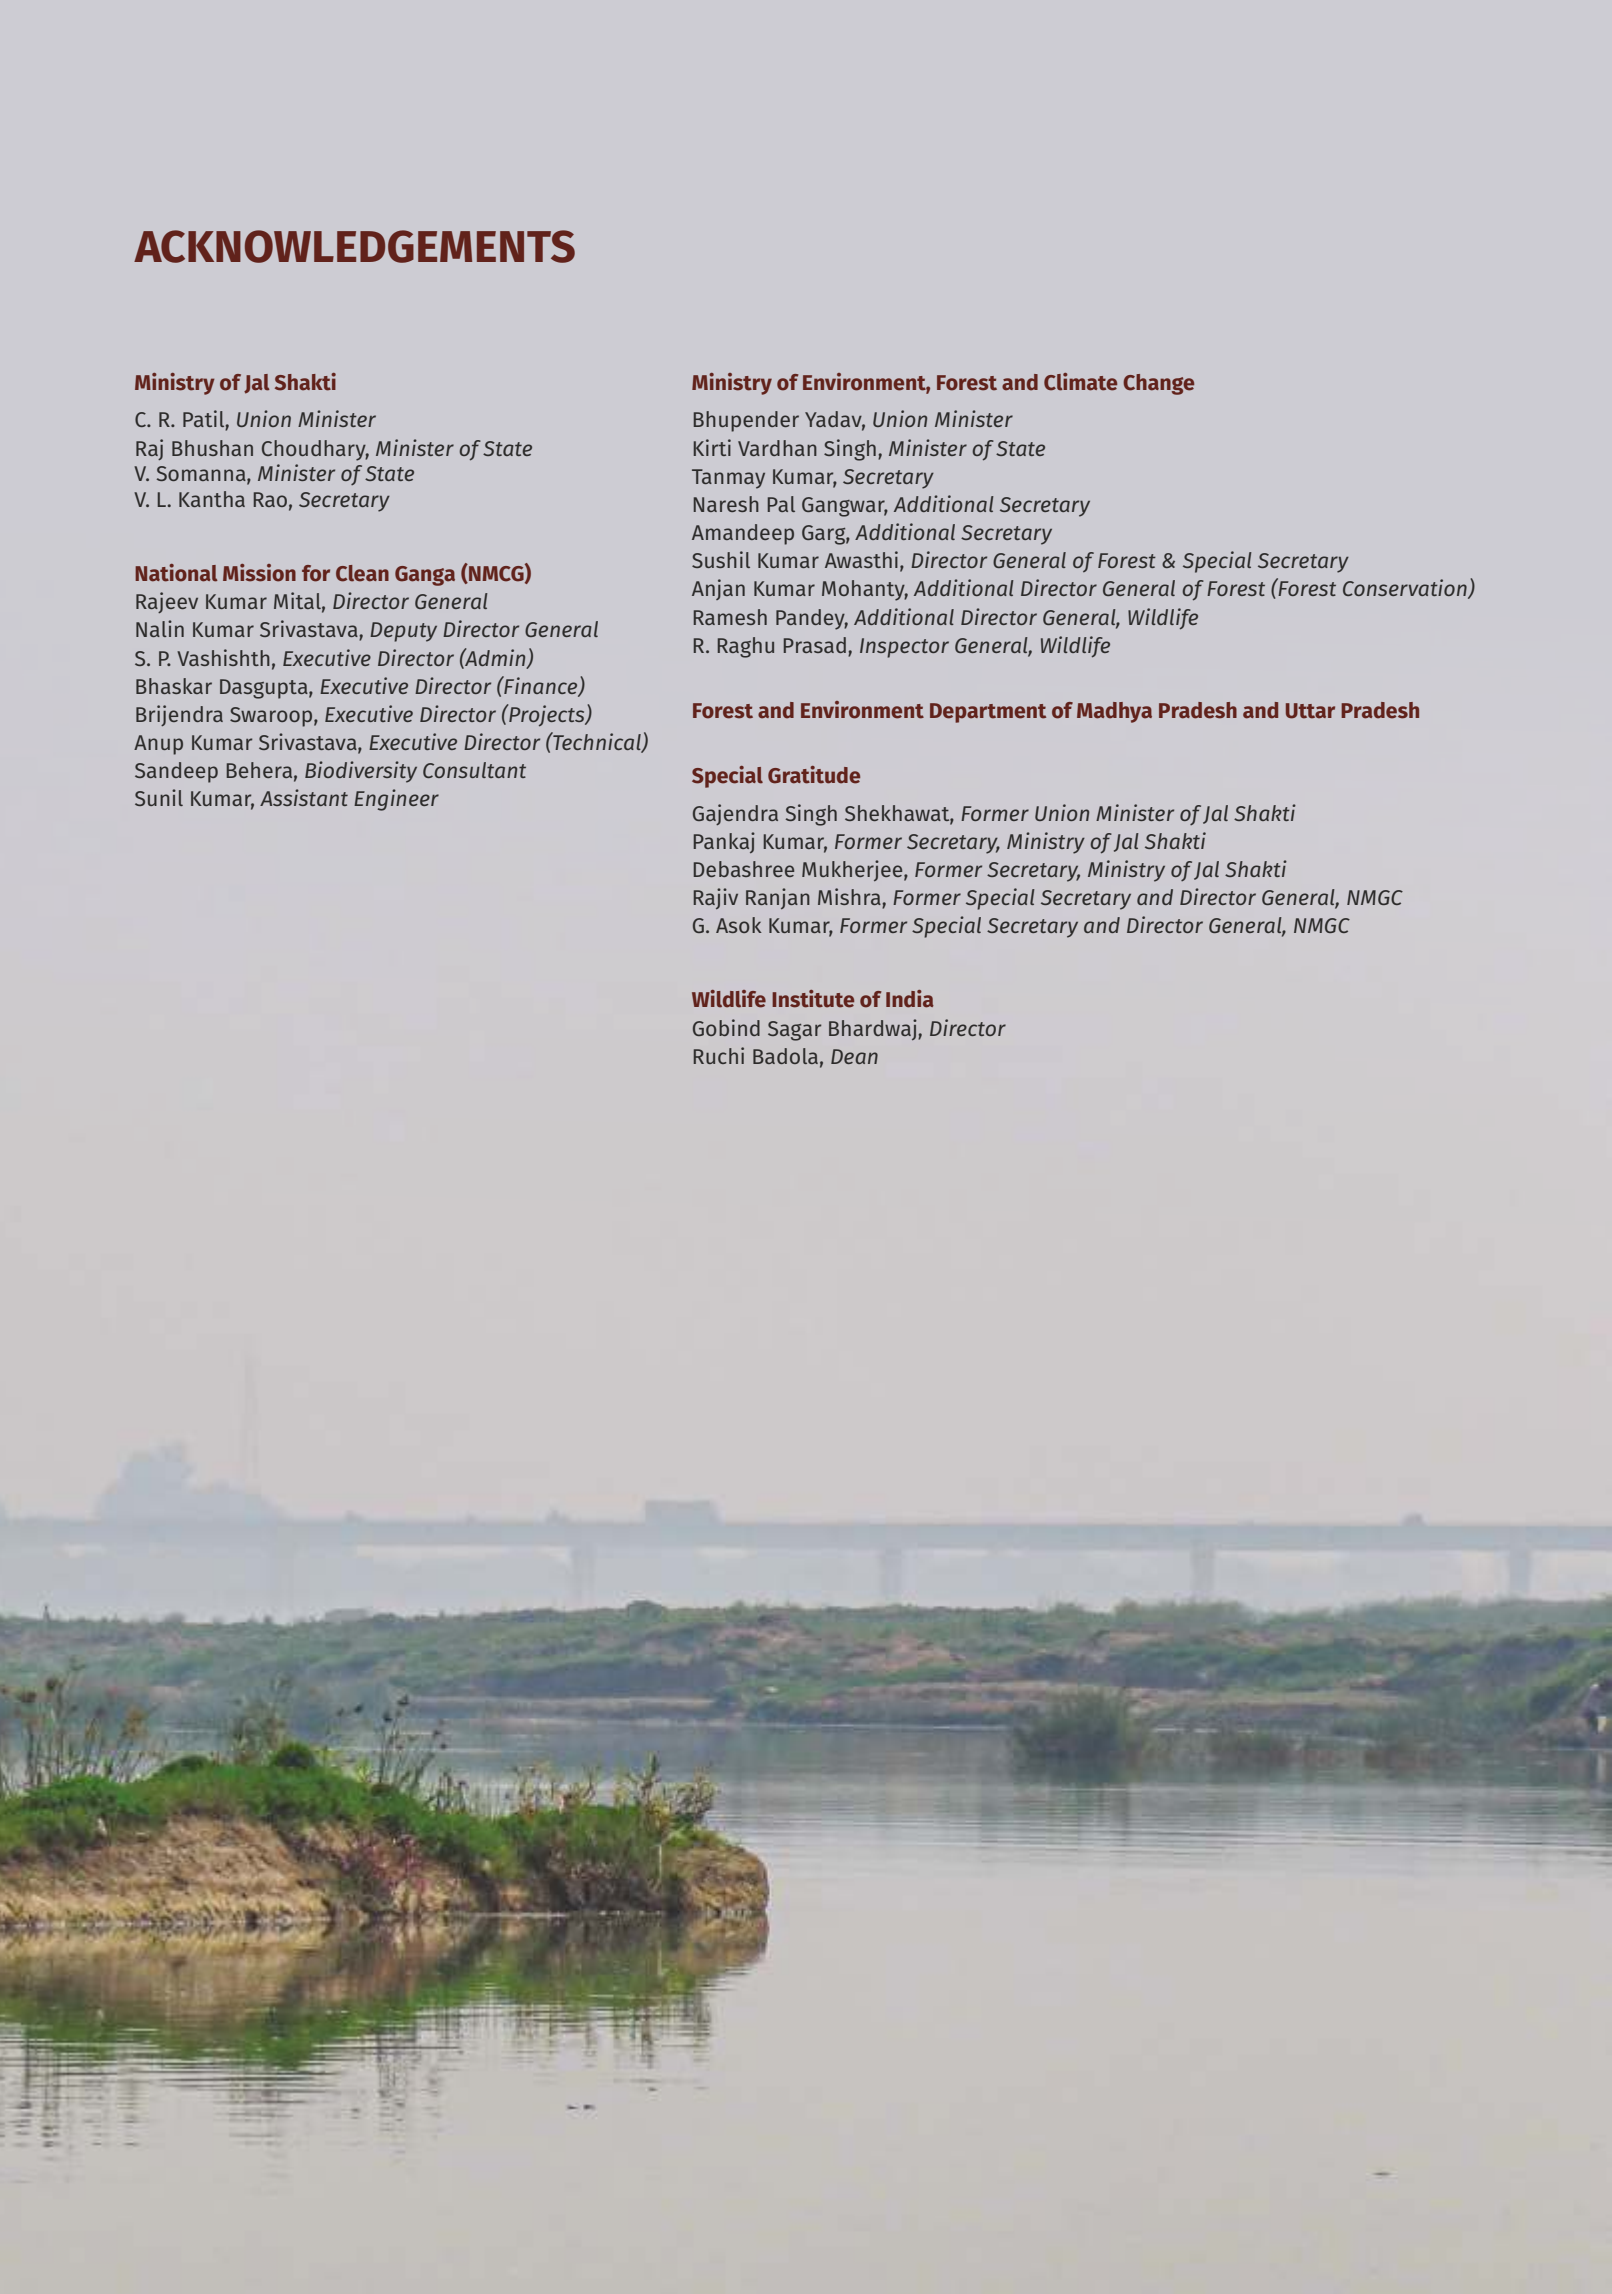 ACKNOWLEDGEMENTS
Ministry of Jal Shakti
C. R. Patil, Union Minister
Raj Bhushan Choudhary, Minister of State
V. Somanna, Minister of State
V. L. Kantha Rao, Secretary
National Mission for Clean Ganga (NMCG)
Rajeev Kumar Mital, Director General
Nalin Kumar Srivastava, Deputy Director General
S. P. Vashishth, Executive Director (Admin)
Bhaskar Dasgupta, Executive Director (Finance)
Brijendra Swaroop, Executive Director (Projects)
Anup Kumar Srivastava, Executive Director (Technical)
Sandeep Behera, Biodiversity Consultant
Sunil Kumar, Assistant Engineer
Ministry of Environment, Forest and Climate Change
Bhupender Yadav, Union Minister
Kirti Vardhan Singh, Minister of State
Tanmay Kumar, Secretary
Naresh Pal Gangwar, Additional Secretary
Amandeep Garg, Additional Secretary
Sushil Kumar Awasthi, Director General of Forest & Special Secretary
Anjan Kumar Mohanty, Additional Director General of Forest (Forest Conservation)
Ramesh Pandey, Additional Director General, Wildlife
R. Raghu Prasad, Inspector General, Wildlife
Forest and Environment Department of Madhya Pradesh and Uttar Pradesh
Special Gratitude
Gajendra Singh Shekhawat, Former Union Minister of Jal Shakti
Pankaj Kumar, Former Secretary, Ministry of Jal Shakti
Debashree Mukherjee, Former Secretary, Ministry of Jal Shakti
Rajiv Ranjan Mishra, Former Special Secretary and Director General, NMGC
G. Asok Kumar, Former Special Secretary and Director General, NMGC
Wildlife Institute of India
Gobind Sagar Bhardwaj, Director
Ruchi Badola, Dean